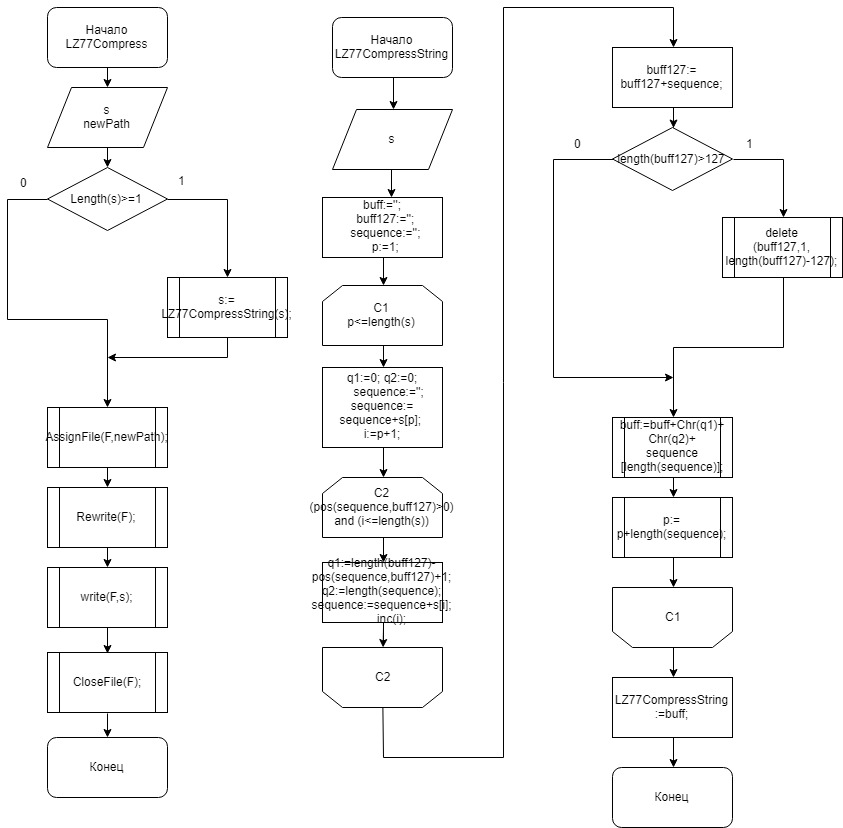 Начало
LZ77Compress
s
newPath
Length(s)>=1
0
1
s:=
LZ77CompressString(s);
AssignFile(F,newPath);
Rewrite(F);
write(F,s);
CloseFile(F);
Конец
Начало
LZ77CompressString
s
buff:='';
buff127:='';
sequence:='';
p:=1;
C1
p<=length(s)
q1:=0; q2:=0;
sequence:='';
sequence:=
sequence+s[p];
i:=p+1;
C2
(pos(sequence,buff127)>0)
and (i<=length(s))
q1:=length(buff127)-
pos(sequence,buff127)+1;
q2:=length(sequence);
sequence:=sequence+s[i];
inc(i);
C2
buff127:=
buff127+sequence;
length(buff127)>127
0
1
delete
(buff127,1,
length(buff127)-127);
buff:=buff+Chr(q1)+
Chr(q2)+
sequence
[length(sequence)];
p:=
p+length(sequence);
C1
LZ77CompressString
:=buff;
Конец